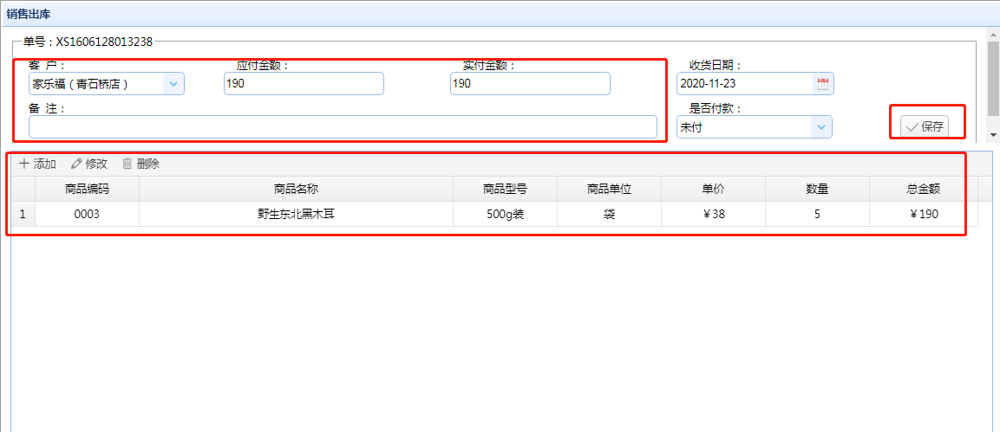 销售出库
单号：XS1606128013238
客 户： 应付金额： 实付金额： 收货日期：
家乐福（青石桥店） 190 190 2020-11-23
备 注： 是否付款：
未付 保存
添加 修改 删除
商品编码 商品名称 商品型号 商品单位 单价 数量 总金额
1 0003 野生东北黑木耳 500g装 袋 ￥38 5 ￥190